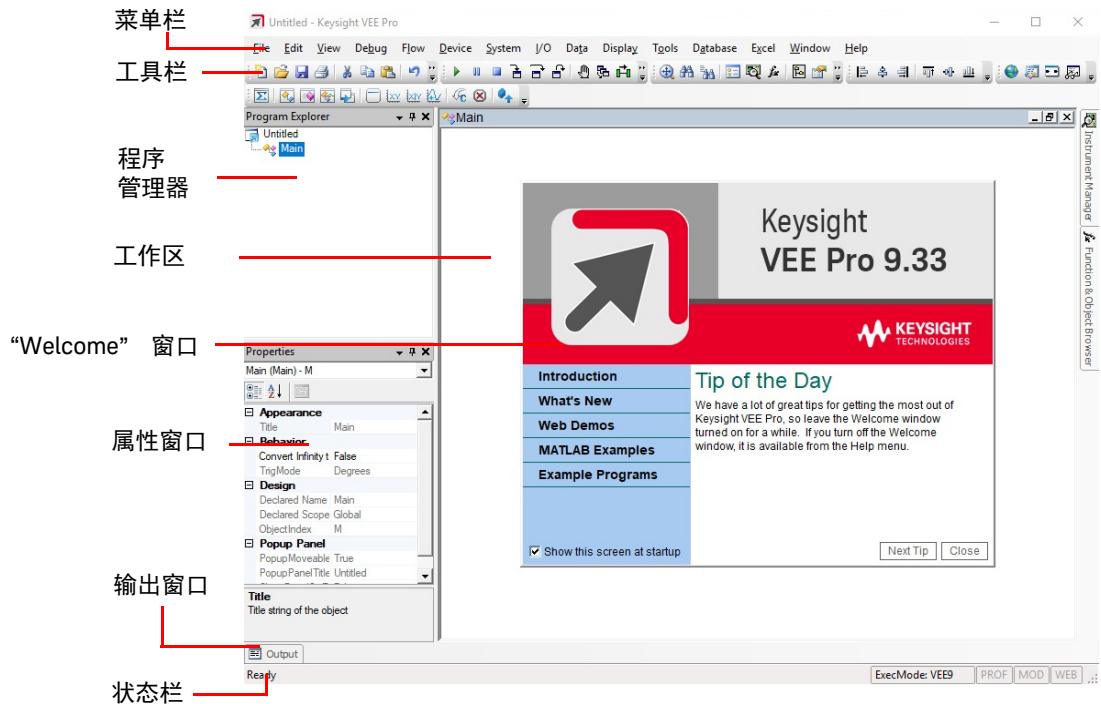 菜单栏
工具栏
程序
管理器
工作区
“Welcome” 窗口
属性窗口
输出窗口
状态栏
Untitled - Keysight VEE Pro
File Edit View Debug Flow Device System I/O Data Display Tools Database Excel Window Help
Program Explorer
Untitled
Main
Main
Keysight
VEE Pro 9.33
KEYSIGHT
TECHNOLOGIES
Introduction
What's New
Web Demos
MATLAB Examples
Example Programs
Show this screen at startup
Tip of the Day
We have a lot of great tips for getting the most out of
Keysight VEE Pro, so leave the Welcome window
turned on for a while. If you turn off the Welcome
window, it is available from the Help menu.
Next Tip Close
Instrument Manager
Function & Object Browser
Properties
Main (Main) - M
Appearance
Title Main
Behavior
Convert Infinity t False
TrigMode Degrees
Design
Declared Name Main
Declared Scope Global
ObjectIndex M
Popup Panel
PopupMoveable True
PopupPanelTitle Untitled
Title
Title string of the object
Output
Ready
ExecMode: VEE9 PROF MOD WEB